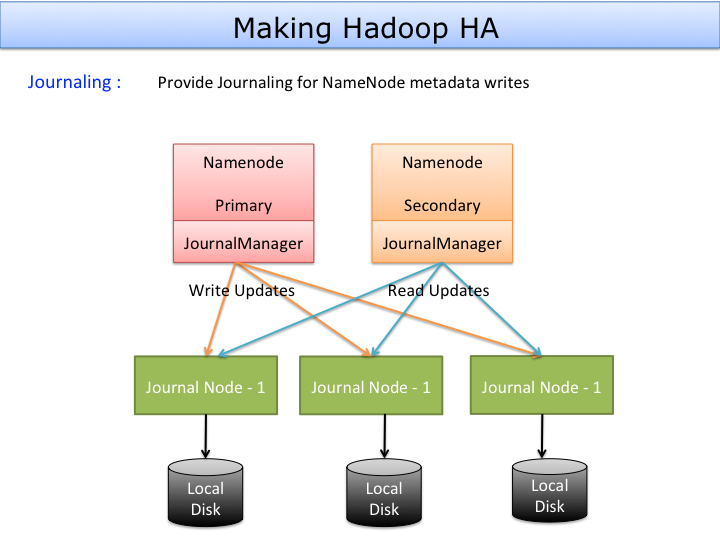 Making Hadoop HA
Journaling : Provide Journaling for NameNode metadata writes
Namenode
Primary
JournalManager
Namenode
Secondary
JournalManager
Write Updates
Read Updates
Journal Node - 1
Journal Node - 1
Journal Node - 1
Local
Disk
Local
Disk
Local
Disk